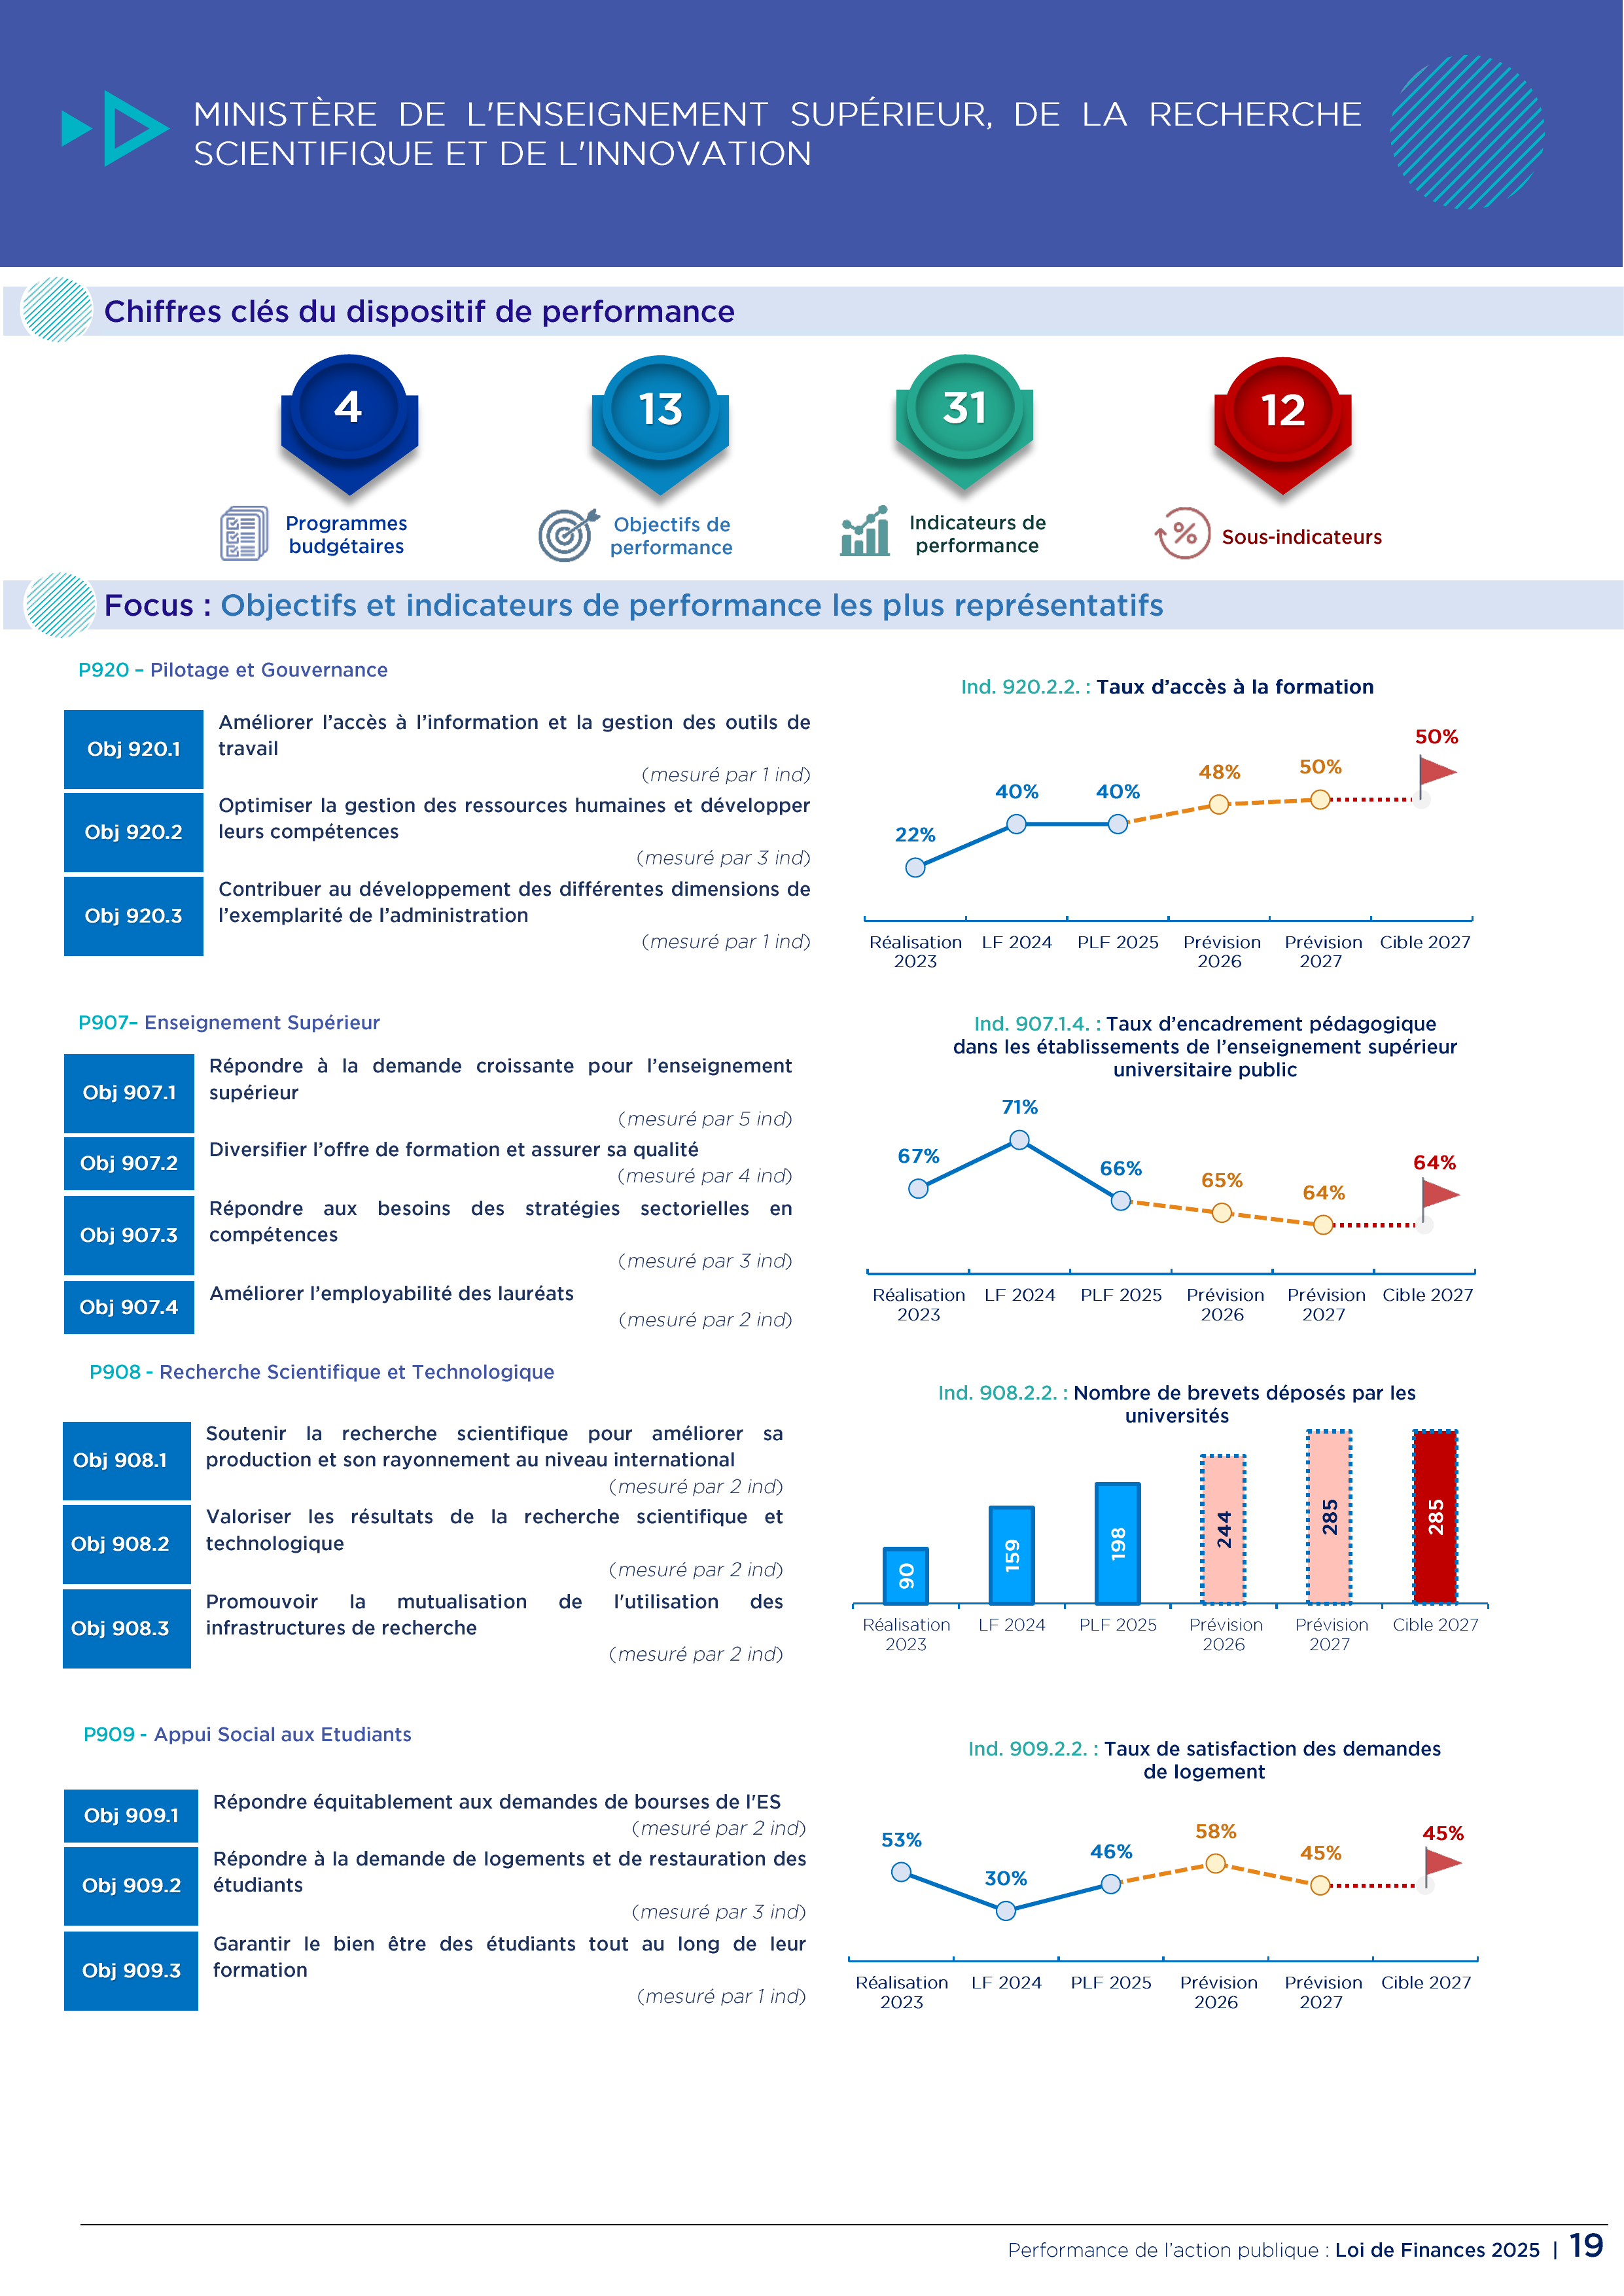 MINISTÈRE DE L'ENSEIGNEMENT SUPÉRIEUR, DE LA RECHERCHE
SCIENTIFIQUE ET DE L'INNOVATION
Chiffres clés du dispositif de performance
4
13
31
12
Programmes
budgétaires
Objectifs de
performance
Indicateurs de
performance
%
Sous-indicateurs
Focus : Objectifs et indicateurs de performance les plus représentatifs
P920 – Pilotage et Gouvernance
Obj 920.1
Améliorer l’accès à l’information et la gestion des outils de
travail
(mesuré par 1 ind)
Obj 920.2
Optimiser la gestion des ressources humaines et développer
leurs compétences
(mesuré par 3 ind)
Obj 920.3
Contribuer au développement des différentes dimensions de
l’exemplarité de l’administration
(mesuré par 1 ind)
Ind. 920.2.2. : Taux d’accès à la formation
22%
40%
40%
48%
50%
50%
Réalisation
2023
LF 2024
PLF 2025
Prévision
2026
Prévision
2027
Cible 2027
P907– Enseignement Supérieur
Obj 907.1
Répondre à la demande croissante pour l’enseignement
supérieur
(mesuré par 5 ind)
Obj 907.2
Diversifier l’offre de formation et assurer sa qualité
(mesuré par 4 ind)
Obj 907.3
Répondre aux besoins des stratégies sectorielles en
compétences
(mesuré par 3 ind)
Obj 907.4
Améliorer l’employabilité des lauréats
(mesuré par 2 ind)
Ind. 907.1.4. : Taux d’encadrement pédagogique
dans les établissements de l’enseignement supérieur
universitaire public
67%
71%
66%
65%
64%
64%
Réalisation
2023
LF 2024
PLF 2025
Prévision
2026
Prévision
2027
Cible 2027
P908 - Recherche Scientifique et Technologique
Obj 908.1
Soutenir la recherche scientifique pour améliorer sa
production et son rayonnement au niveau international
(mesuré par 2 ind)
Obj 908.2
Valoriser les résultats de la recherche scientifique et
technologique
(mesuré par 2 ind)
Obj 908.3
Promouvoir la mutualisation de l'utilisation des
infrastructures de recherche
(mesuré par 2 ind)
Ind. 908.2.2. : Nombre de brevets déposés par les
universités
90
159
198
244
285
285
Réalisation
2023
LF 2024
PLF 2025
Prévision
2026
Prévision
2027
Cible 2027
P909 - Appui Social aux Etudiants
Obj 909.1
Répondre équitablement aux demandes de bourses de l'ES
(mesuré par 2 ind)
Obj 909.2
Répondre à la demande de logements et de restauration des
étudiants
(mesuré par 3 ind)
Obj 909.3
Garantir le bien être des étudiants tout au long de leur
formation
(mesuré par 1 ind)
Ind. 909.2.2. : Taux de satisfaction des demandes
de logement
53%
30%
46%
58%
45%
45%
Réalisation
2023
LF 2024
PLF 2025
Prévision
2026
Prévision
2027
Cible 2027
Performance de l’action publique : Loi de Finances 2025 | 19